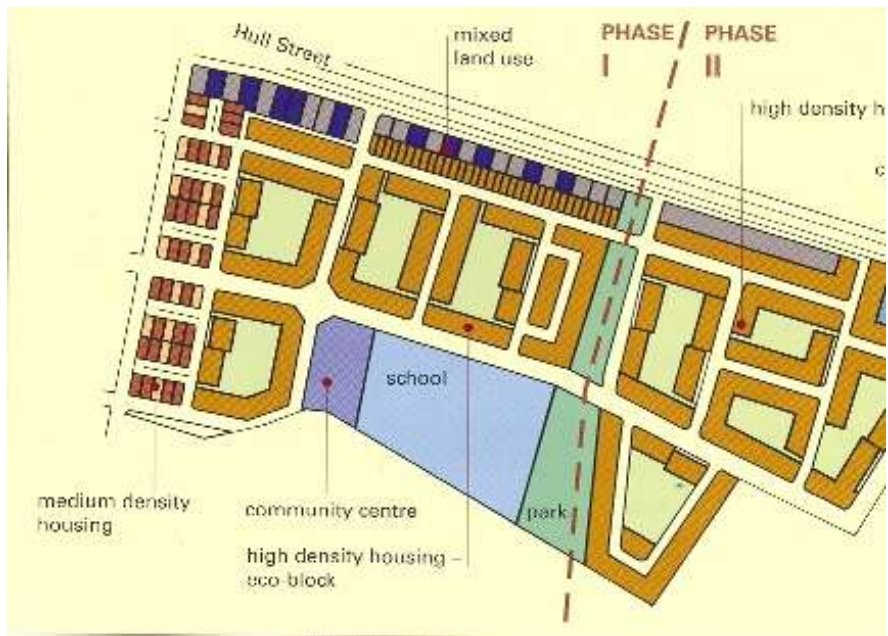 Hull Street
mixed
land use
PHASE
I
PHASE
II
high density h
c
school
medium density
housing
community centre
high density housing –
eco-block
park